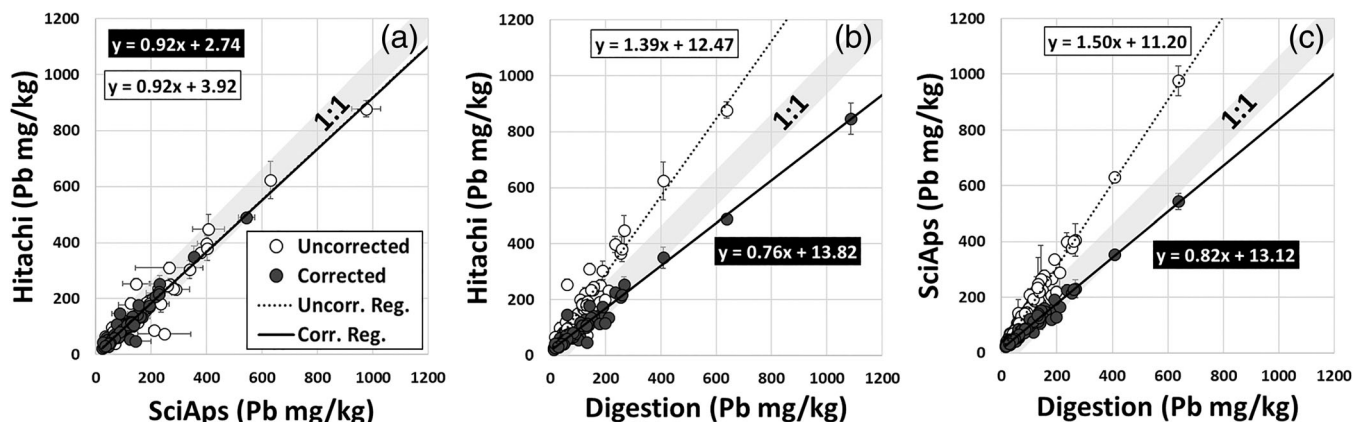 (a)
y = 0.92x + 2.74
y = 0.92x + 3.92
1:1
Uncorrected
Corrected
Uncorr. Reg.
Corr. Reg.
Hitachi (Pb mg/kg)
1200
1000
800
600
400
200
0
0 200 400 600 800 1000 1200
SciAps (Pb mg/kg)
(b)
y = 1.39x + 12.47
1:1
y = 0.76x + 13.82
Hitachi (Pb mg/kg)
1200
1000
800
600
400
200
0
0 200 400 600 800 1000 1200
Digestion (Pb mg/kg)
(c)
y = 1.50x + 11.20
1:1
y = 0.82x + 13.12
SciAps (Pb mg/kg)
1200
1000
800
600
400
200
0
0 200 400 600 800 1000 1200
Digestion (Pb mg/kg)